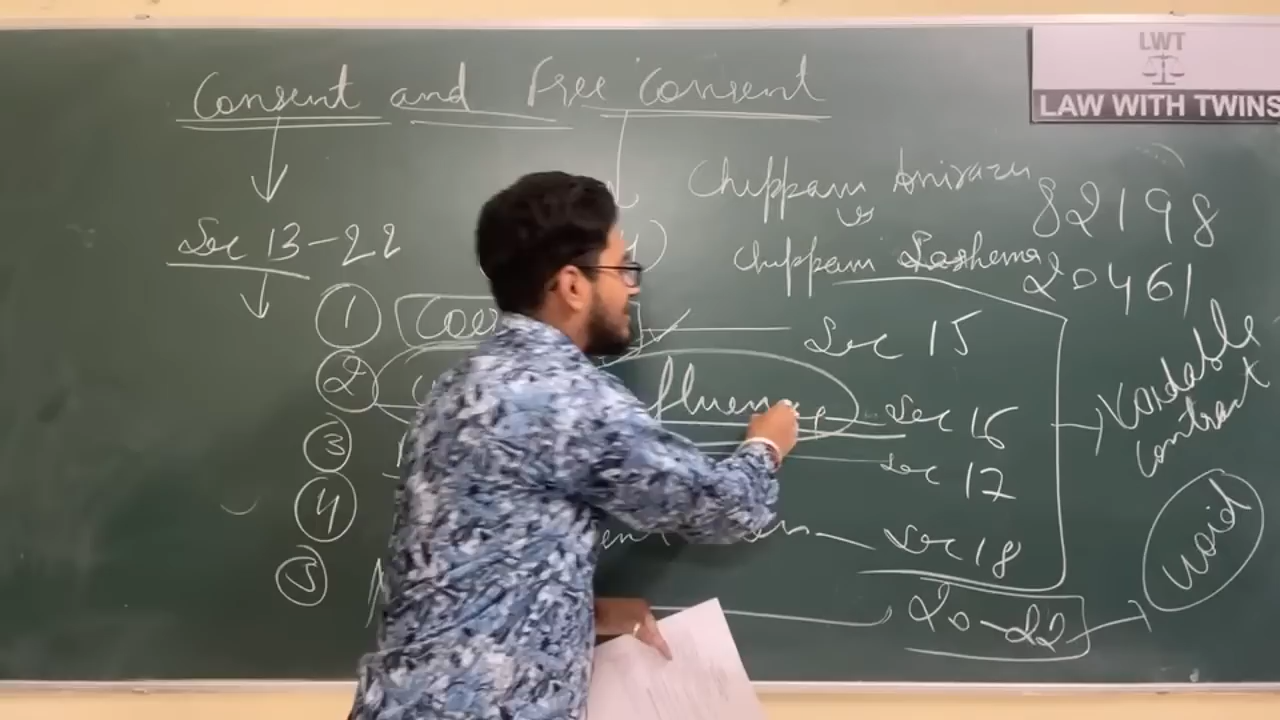 Consent and Free Consent
LWT
LAW WITH TWINS
Chippam
82198
Sec 13-22
Chippam
20461
1
Sec 15
2
fluence
Sec 16
voidable
contract
3
Sec 17
4
Sec 18
void
5
20-22